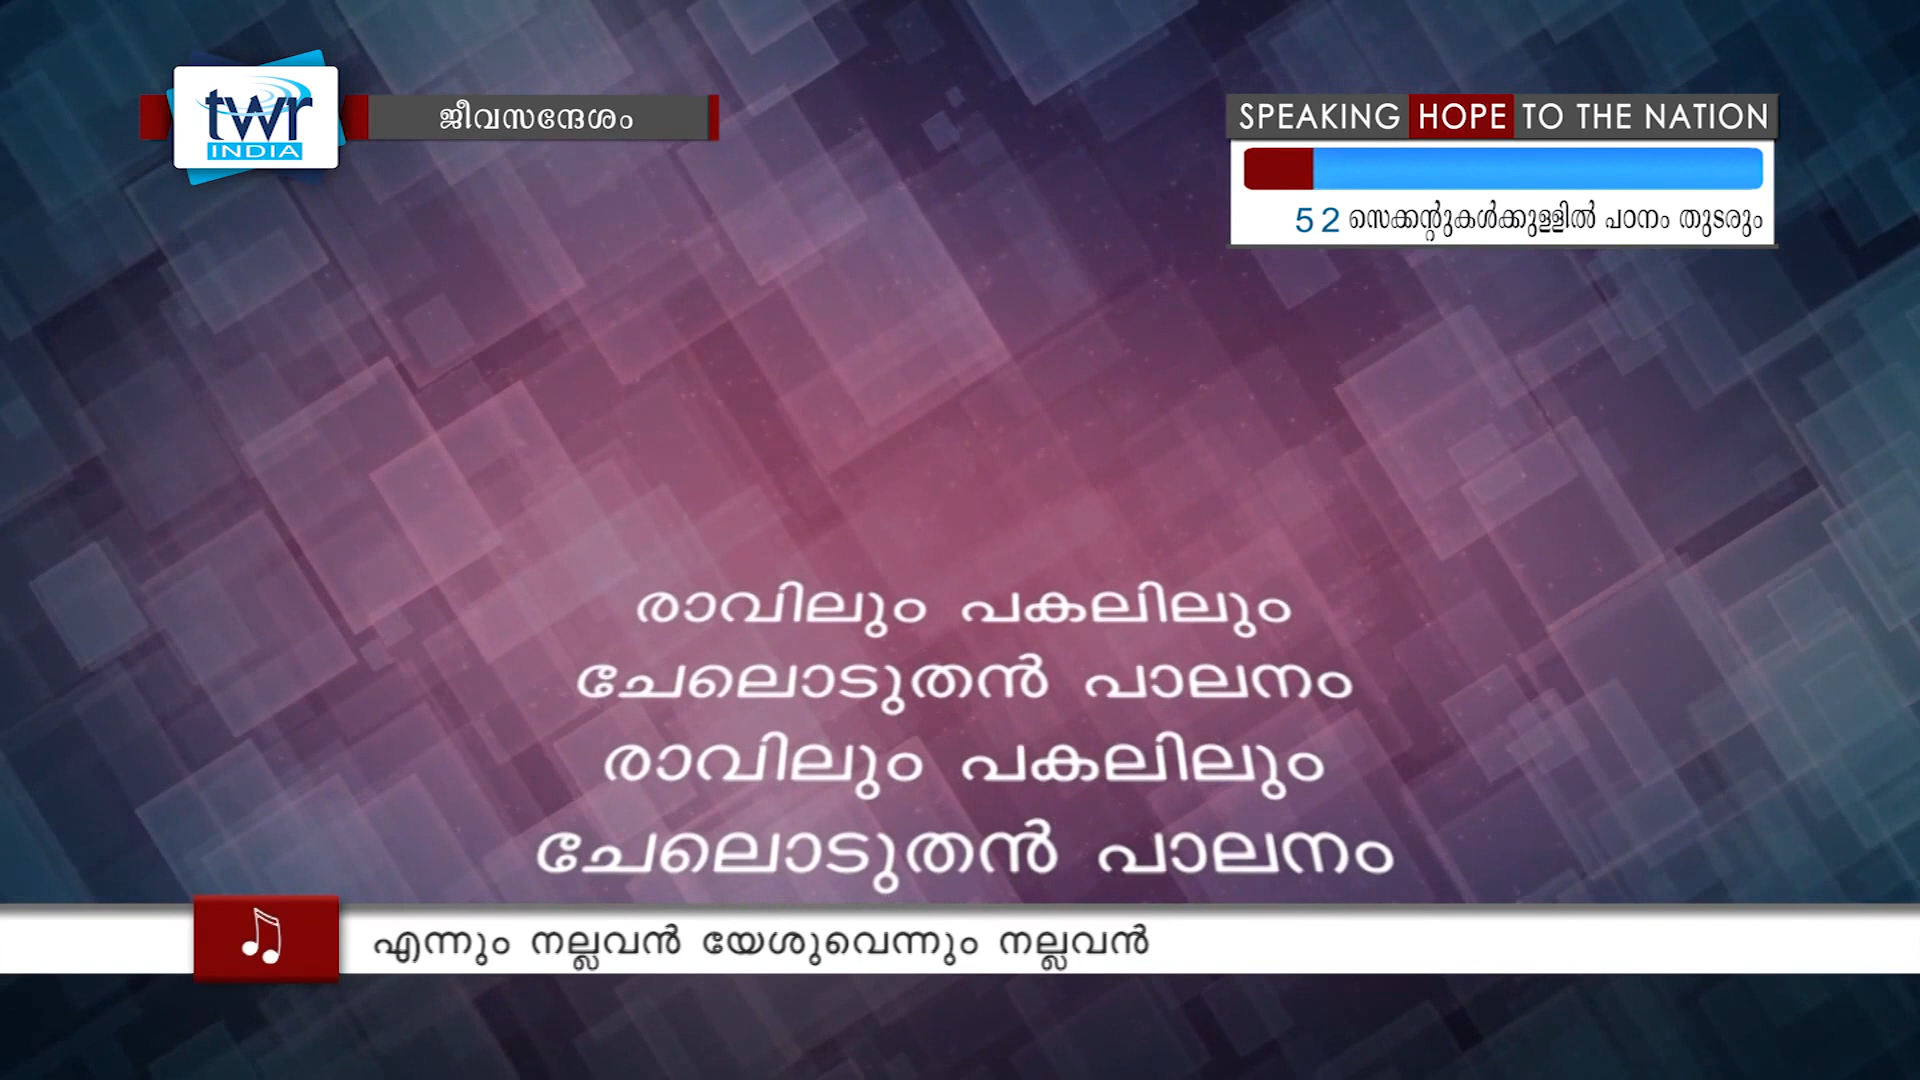 twr
INDIA
ജീവസന്ദേശം
SPEAKING HOPE TO THE NATION
52 സെക്കന്റുകൾക്കുള്ളിൽ പഠനം തുടരും
രാവിലും പകലിലും
ചേലൊടുതൻ പാലനം
രാവിലും പകലിലും
ചേലൊടുതൻ പാലനം
എന്നും നല്ലവൻ യേശുവെന്നും നല്ലവൻ